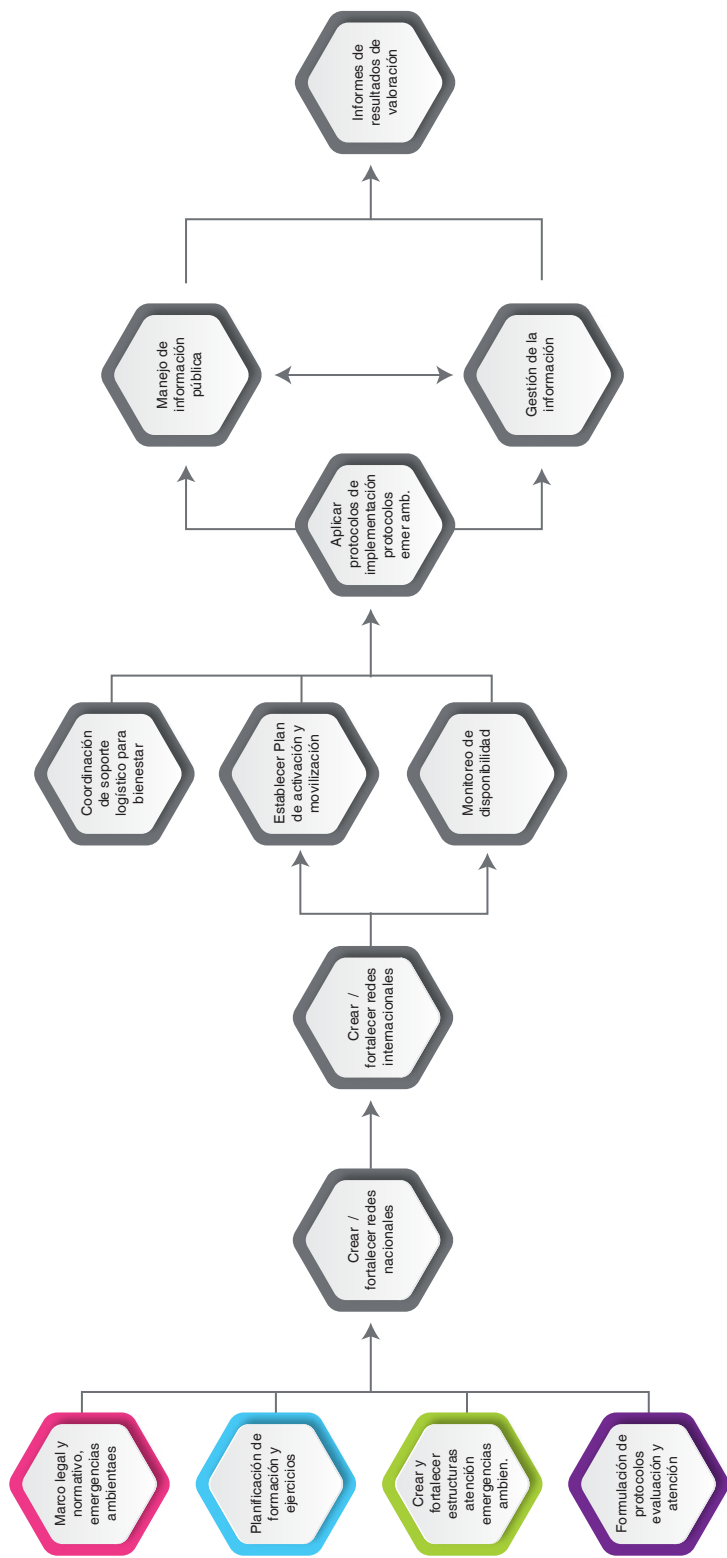 Marco legal y
normativo,
emergencias
ambientaes
Planificación de
formación y
ejercicios
Crear y
fortalecer
estructuras
atención
emergencias
ambien.
Formulación de
protocolos
evaluación y
atención
Crear /
fortalecer redes
nacionales
Crear /
fortalecer redes
internacionales
Coordinación
de soporte
logístico para
bienestar
Establecer Plan
de activación y
movilización
Monitoreo de
disponibilidad
Aplicar
protocolos de
implementación
protocolos
emer amb.
Manejo de
información
pública
Gestión de la
información
Informes de
resultados de
valoración